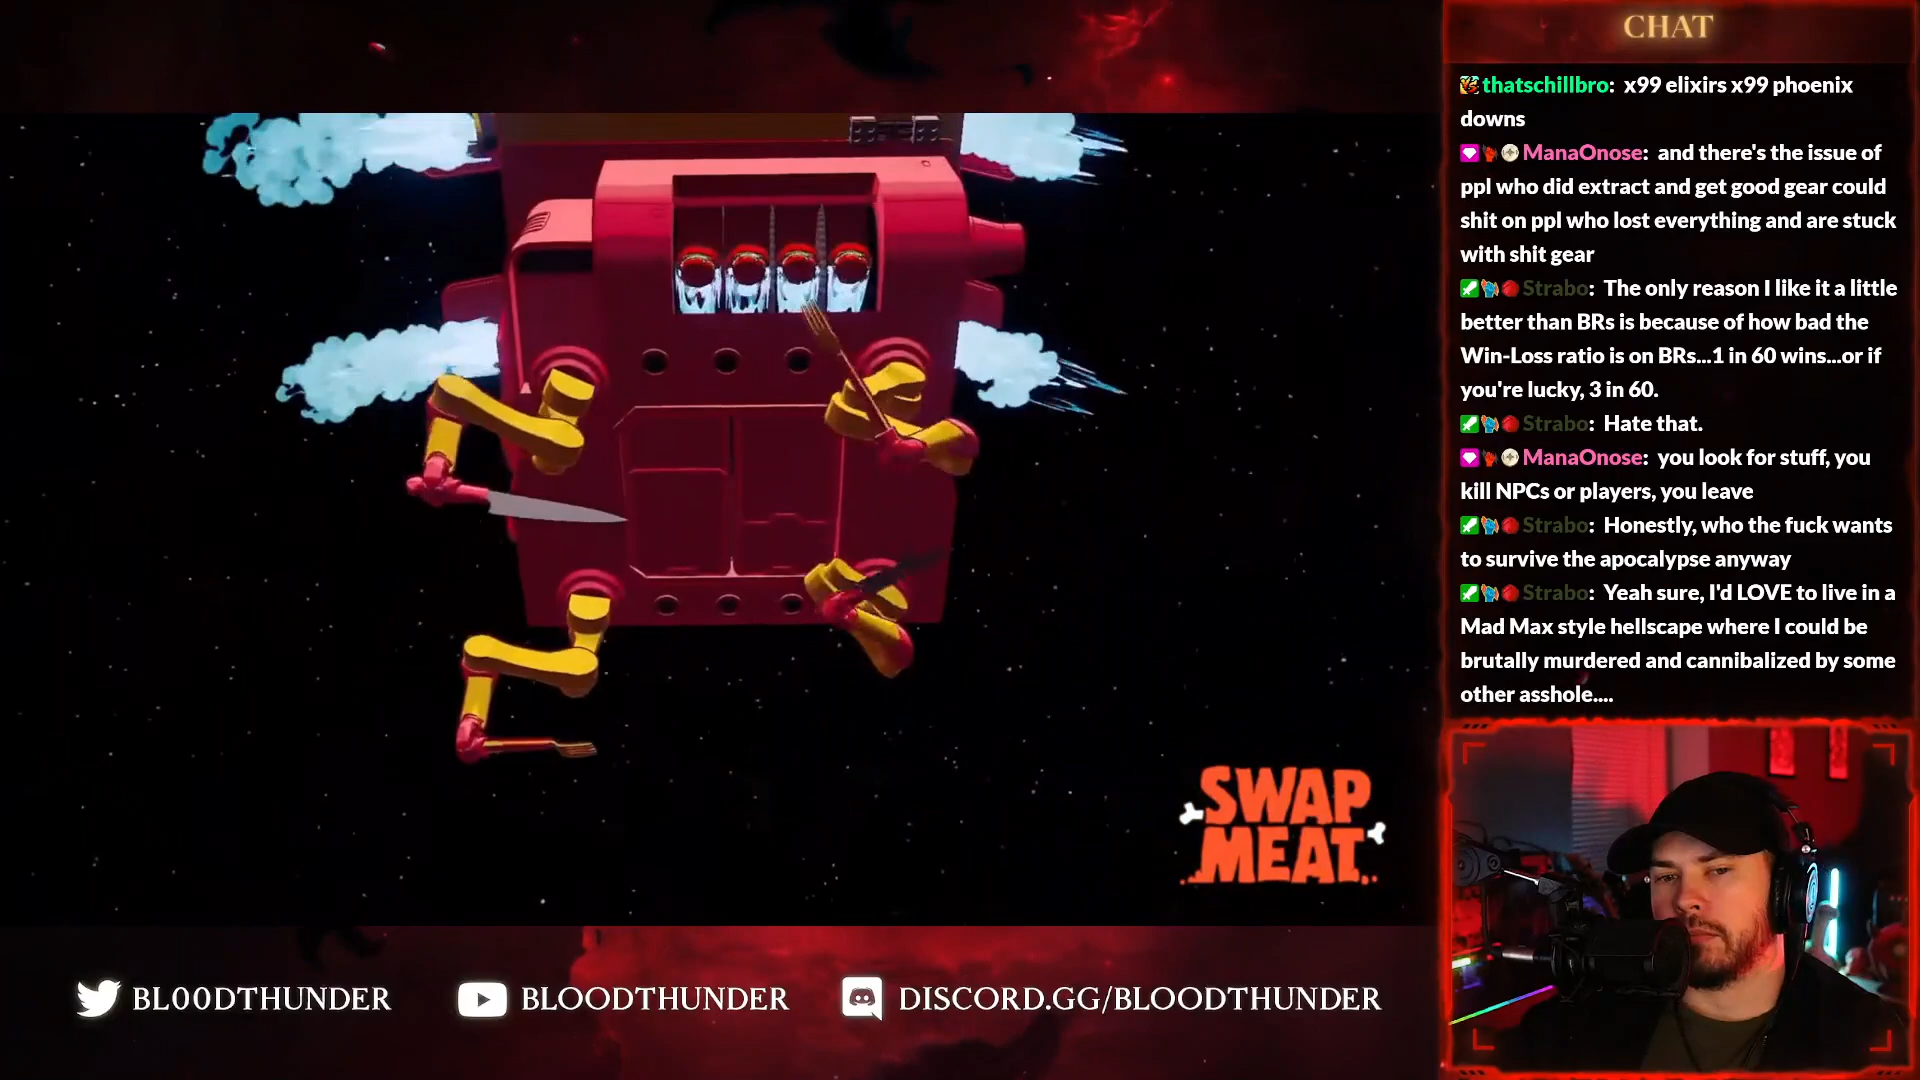 CHAT
thatschillbro: x99 elixirs x99 phoenix
downs
ManaOnose: and there's the issue of
ppl who did extract and get good gear could
shit on ppl who lost everything and are stuck
with shit gear
Strabo: The only reason I like it a little
better than BRs is because of how bad the
Win-Loss ratio is on BRs...1 in 60 wins...or if
you're lucky, 3 in 60.
Strabo: Hate that.
ManaOnose: you look for stuff, you
kill NPCs or players, you leave
Strabo: Honestly, who the fuck wants
to survive the apocalypse anyway
Strabo: Yeah sure, I'd LOVE to live in a
Mad Max style hellscape where I could be
brutally murdered and cannibalized by some
other asshole....
SWAP
MEAT
BL00DTHUNDER
BLOODTHUNDER
DISCORD.GG/BLOODTHUNDER